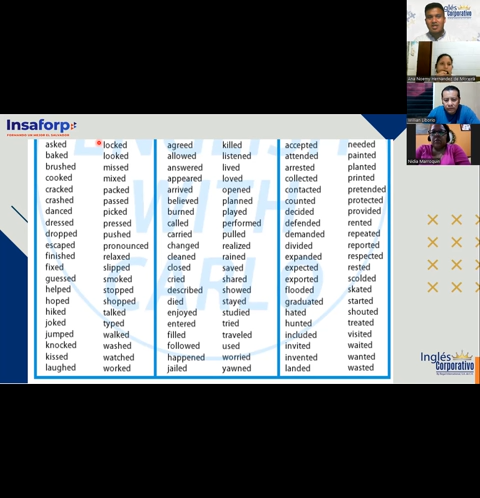 Inglés
Corporativo
Insaforp
asked locked agreed killed accepted needed
baked looked allowed listened attended painted
brushed missed answered lived arrested planted
cooked mixed appeared loved collected printed
cracked packed arrived opened contacted pretended
crashed passed believed planned counted protected
danced picked burned played decided provided
dressed pressed called performed defended rented
dropped pushed carried pulled demanded repeated
escaped pronounced changed realized divided reported
finished relaxed cleaned rained expanded respected
fixed slipped closed saved expected rested
guessed smoked cried shared exported scolded
helped stopped described showed flooded skated
hoped shopped died stayed graduated started
hiked talked enjoyed studied hated shouted
joked typed entered tried hunted treated
jumped walked filled traveled included visited
knocked washed followed used invited waited
kissed watched happened worried invented wanted
laughed worked jailed yawned landed wasted
WITH
CARLO
Inglés
Corporativo